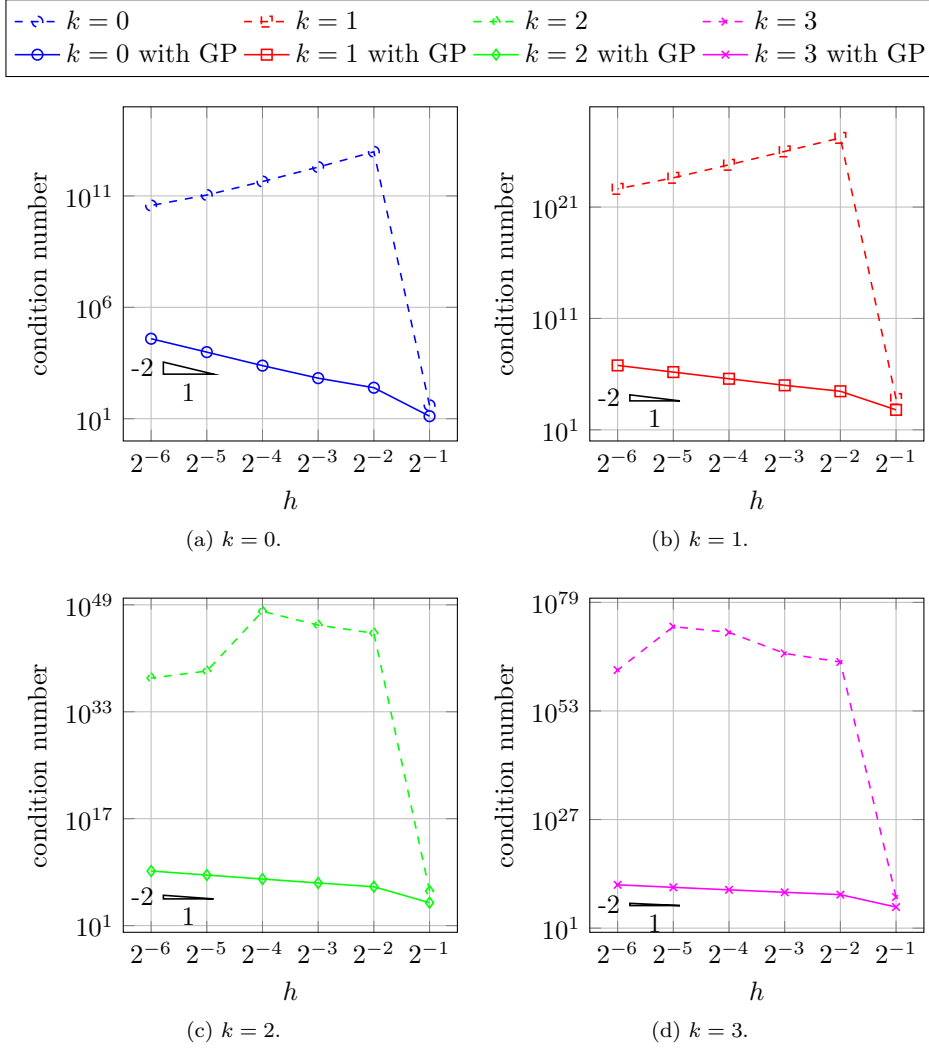 k = 0 k = 1 k = 2 k = 3
k = 0 with GP k = 1 with GP k = 2 with GP k = 3 with GP
condition number
10^11
10^6
10^1
-2
1
2^−6 2^−5 2^−4 2^−3 2^−2 2^−1
h
(a) k = 0.
condition number
10^21
10^11
10^1
-2
1
2^−6 2^−5 2^−4 2^−3 2^−2 2^−1
h
(b) k = 1.
condition number
10^49
10^33
10^17
10^1
-2
1
2^−6 2^−5 2^−4 2^−3 2^−2 2^−1
h
(c) k = 2.
condition number
10^79
10^53
10^27
10^1
-2
1
2^−6 2^−5 2^−4 2^−3 2^−2 2^−1
h
(d) k = 3.